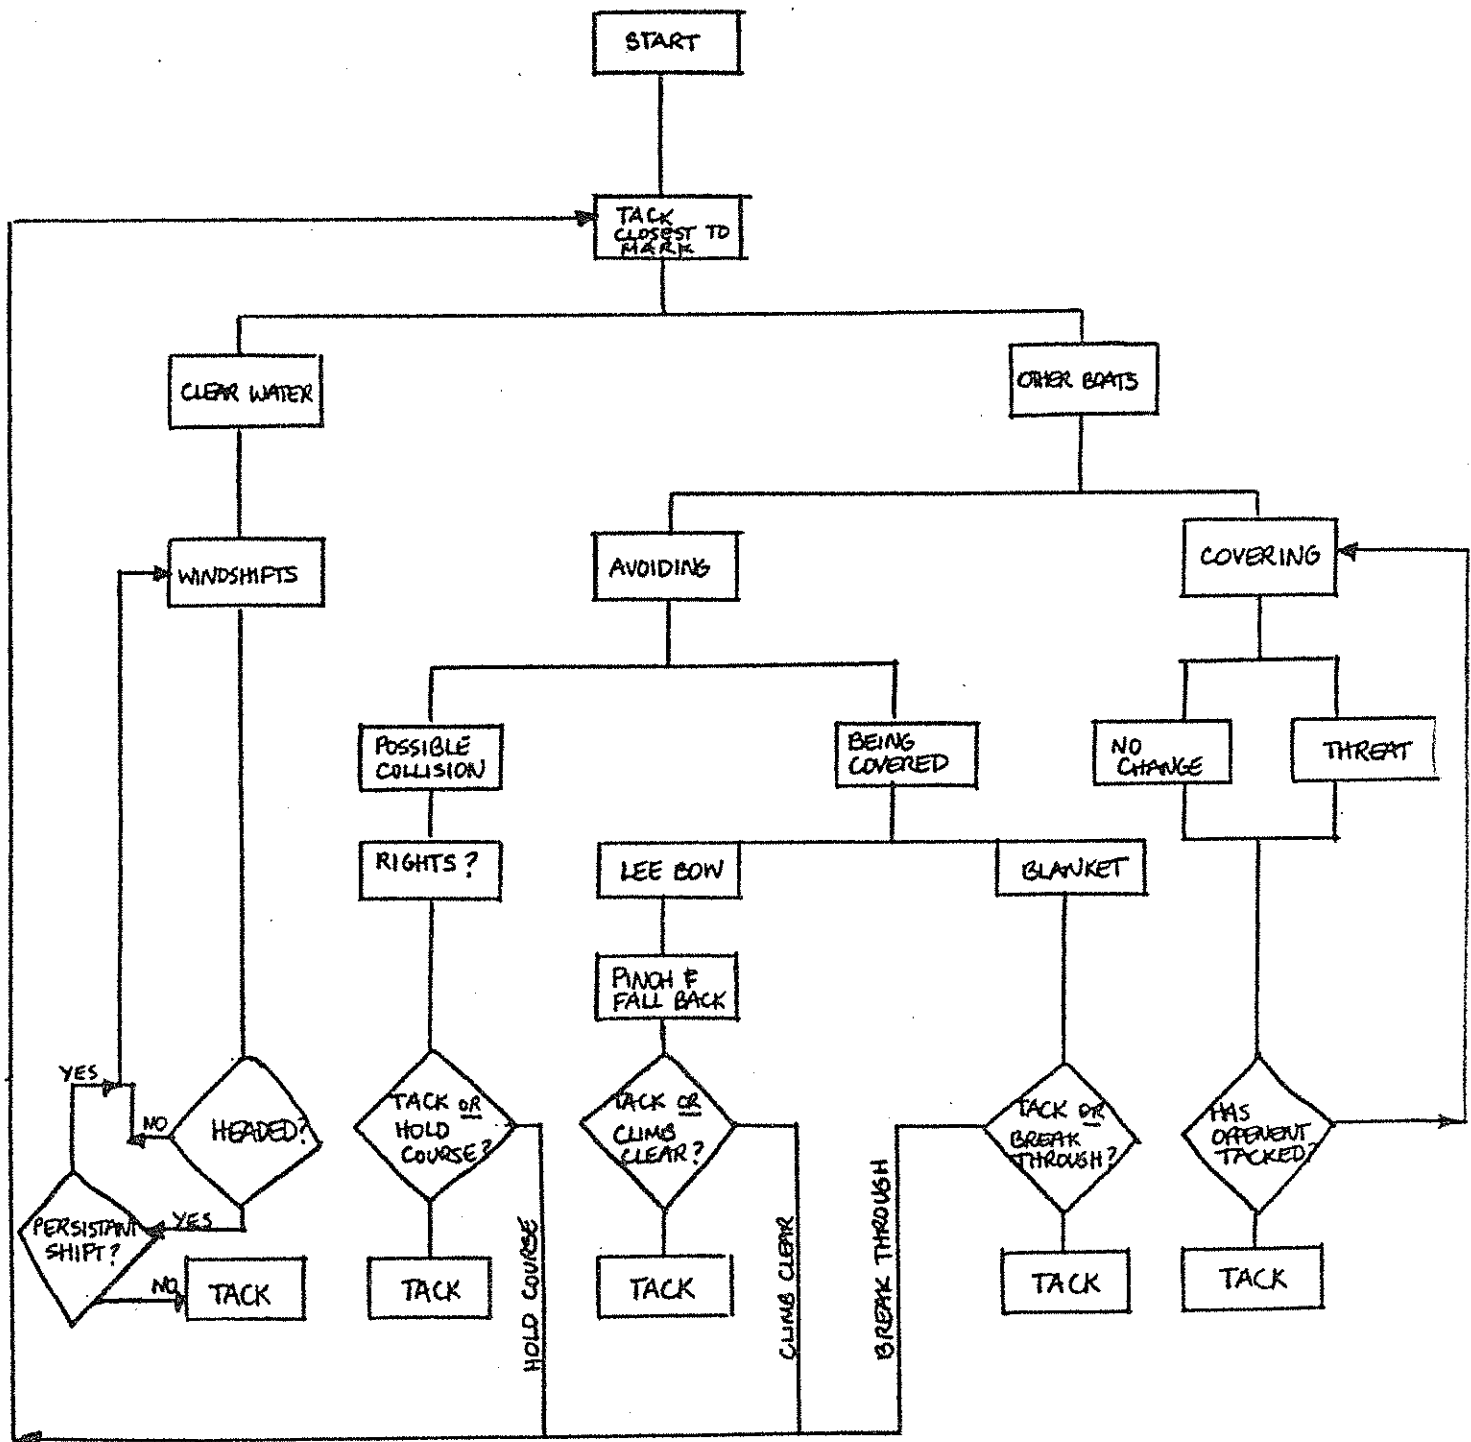 START
TACK
CLOSEST TO
MARK
CLEAR WATER
OTHER BOATS
WINDSHIFTS
AVOIDING
COVERING
POSSIBLE
COLLISION
BEING
COVERED
NO
CHANGE
THREAT
RIGHTS?
LEE BOW
BLANKET
PINCH &
FALL BACK
YES
NO
HEADED?
TACK OR
HOLD
COURSE?
TACK OR
CLIMB
CLEAR?
TACK OR
BREAK
THROUGH?
HAS
OPPENENT
TACKED?
PERSISTANT
SHIFT?
YES
NO
TACK
TACK
HOLD COURSE
TACK
CLIMB CLEAR
BREAK THROUGH
TACK
TACK